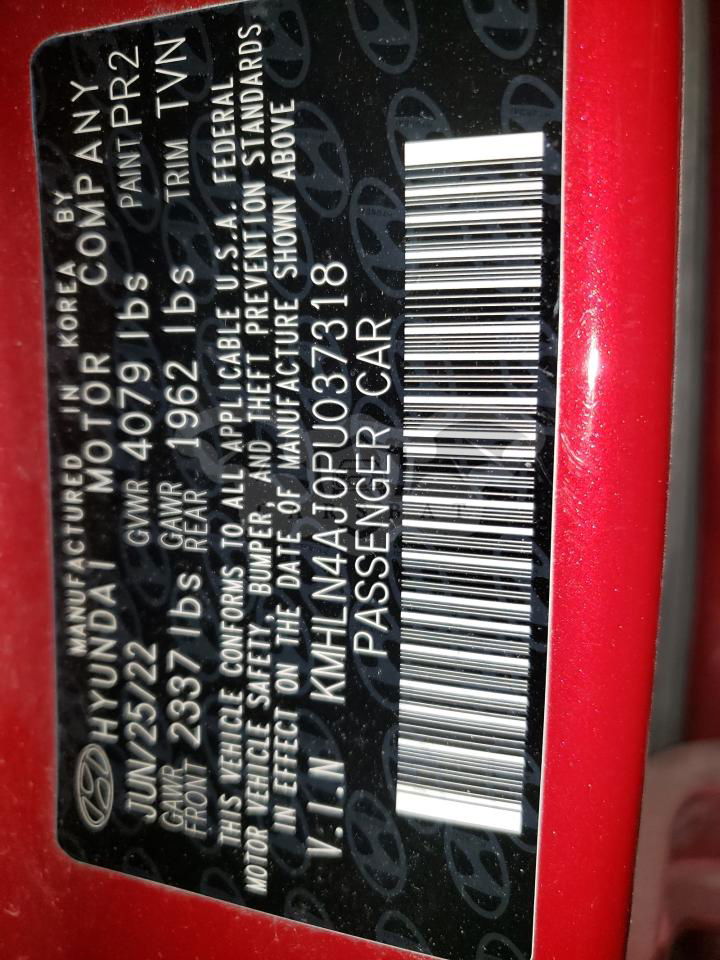 MANUFACTURED IN KOREA BY
HYUNDAI MOTOR COMPANY
JUN/25/22 GVWR 4079 lbs PAINT PR2
GAWR FRONT 2337 lbs GAWR REAR 1962 lbs TRIM TVN
THIS VEHICLE CONFORMS TO ALL APPLICABLE U.S.A. FEDERAL
MOTOR VEHICLE SAFETY, BUMPER, AND THEFT PREVENTION STANDARDS
IN EFFECT ON THE DATE OF MANUFACTURE SHOWN ABOVE
V.I.N KMHLN4AJ0PU037318
PASSENGER CAR